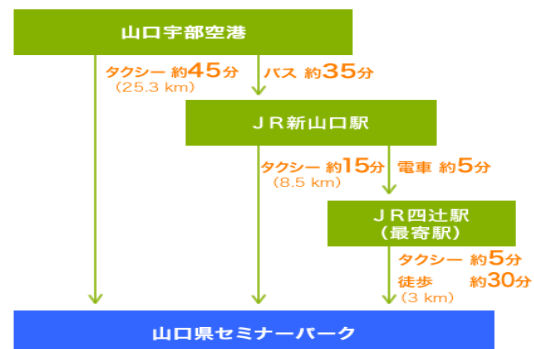 山口宇部空港
タクシー 約45分 バス 約35分
(25.3 km)
JR新山口駅
タクシー 約15分 電車 約5分
(8.5 km)
JR四辻駅
(最寄駅)
タクシー 約5分
徒歩 約30分
(3 km)
山口県セミナーパーク